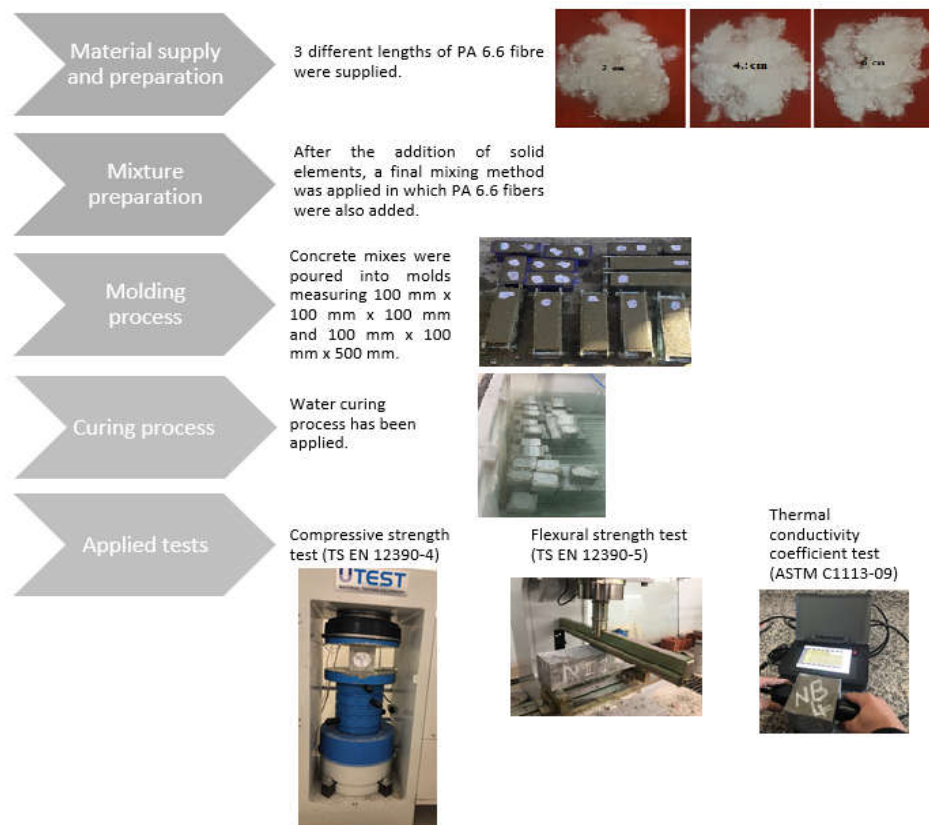 Material supply
and preparation
3 different lengths of PA 6.6 fibre
were supplied.
Mixture
preparation
After the addition of solid
elements, a final mixing method
was applied in which PA 6.6 fibers
were also added.
Molding
process
Concrete mixes were
poured into molds
measuring 100 mm x
100 mm x 100 mm
and 100 mm x 100
mm x 500 mm.
Curing process
Water curing
process has been
applied.
Applied tests
Compressive strength
test (TS EN 12390-4)
Flexural strength test
(TS EN 12390-5)
Thermal
conductivity
coefficient test
(ASTM C1113-09)
UTEST
NB